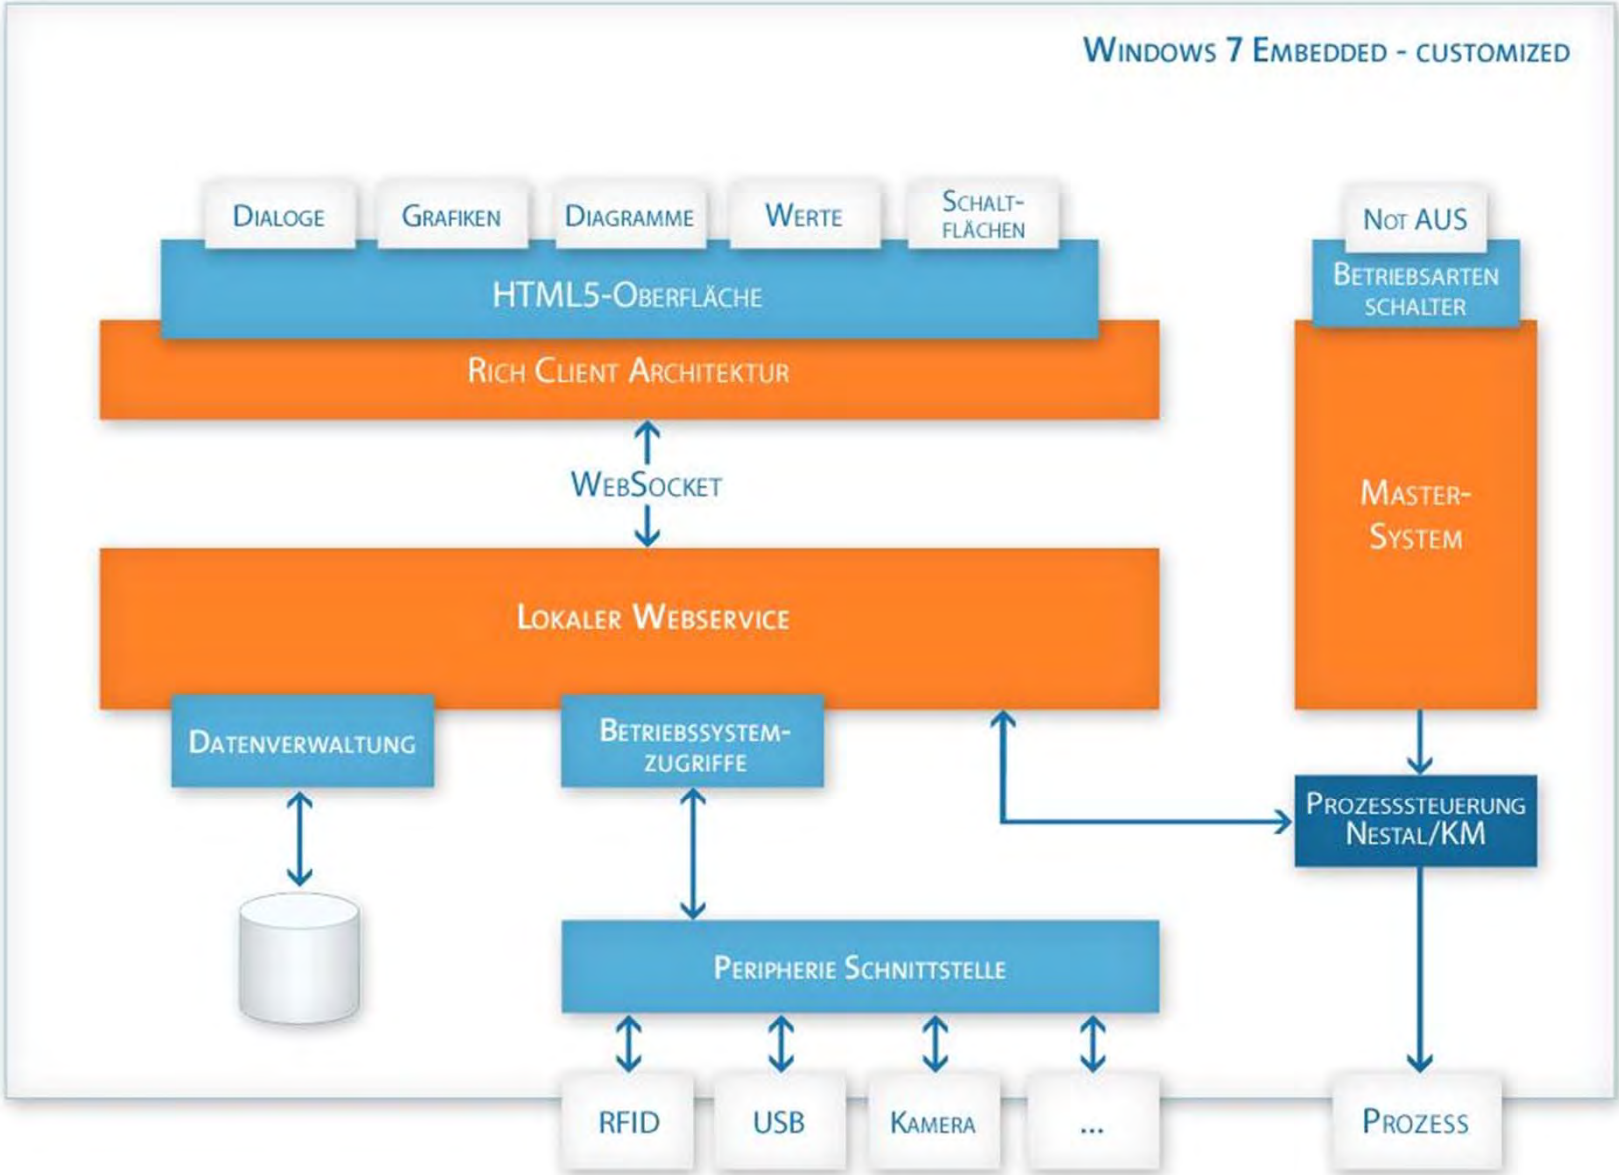 Windows 7 Embedded - customized
Dialoge
Grafiken
Diagramme
Werte
Schalt-
flächen
Not AUS
HTML5-Oberfläche
Betriebsarten
schalter
Rich Client Architektur
WebSocket
Master-
System
Lokaler Webservice
Datenverwaltung
Betriebssystem-
zugriffe
Prozesssteuerung
Nestal/KM
Peripherie Schnittstelle
RFID
USB
Kamera
...
Prozess